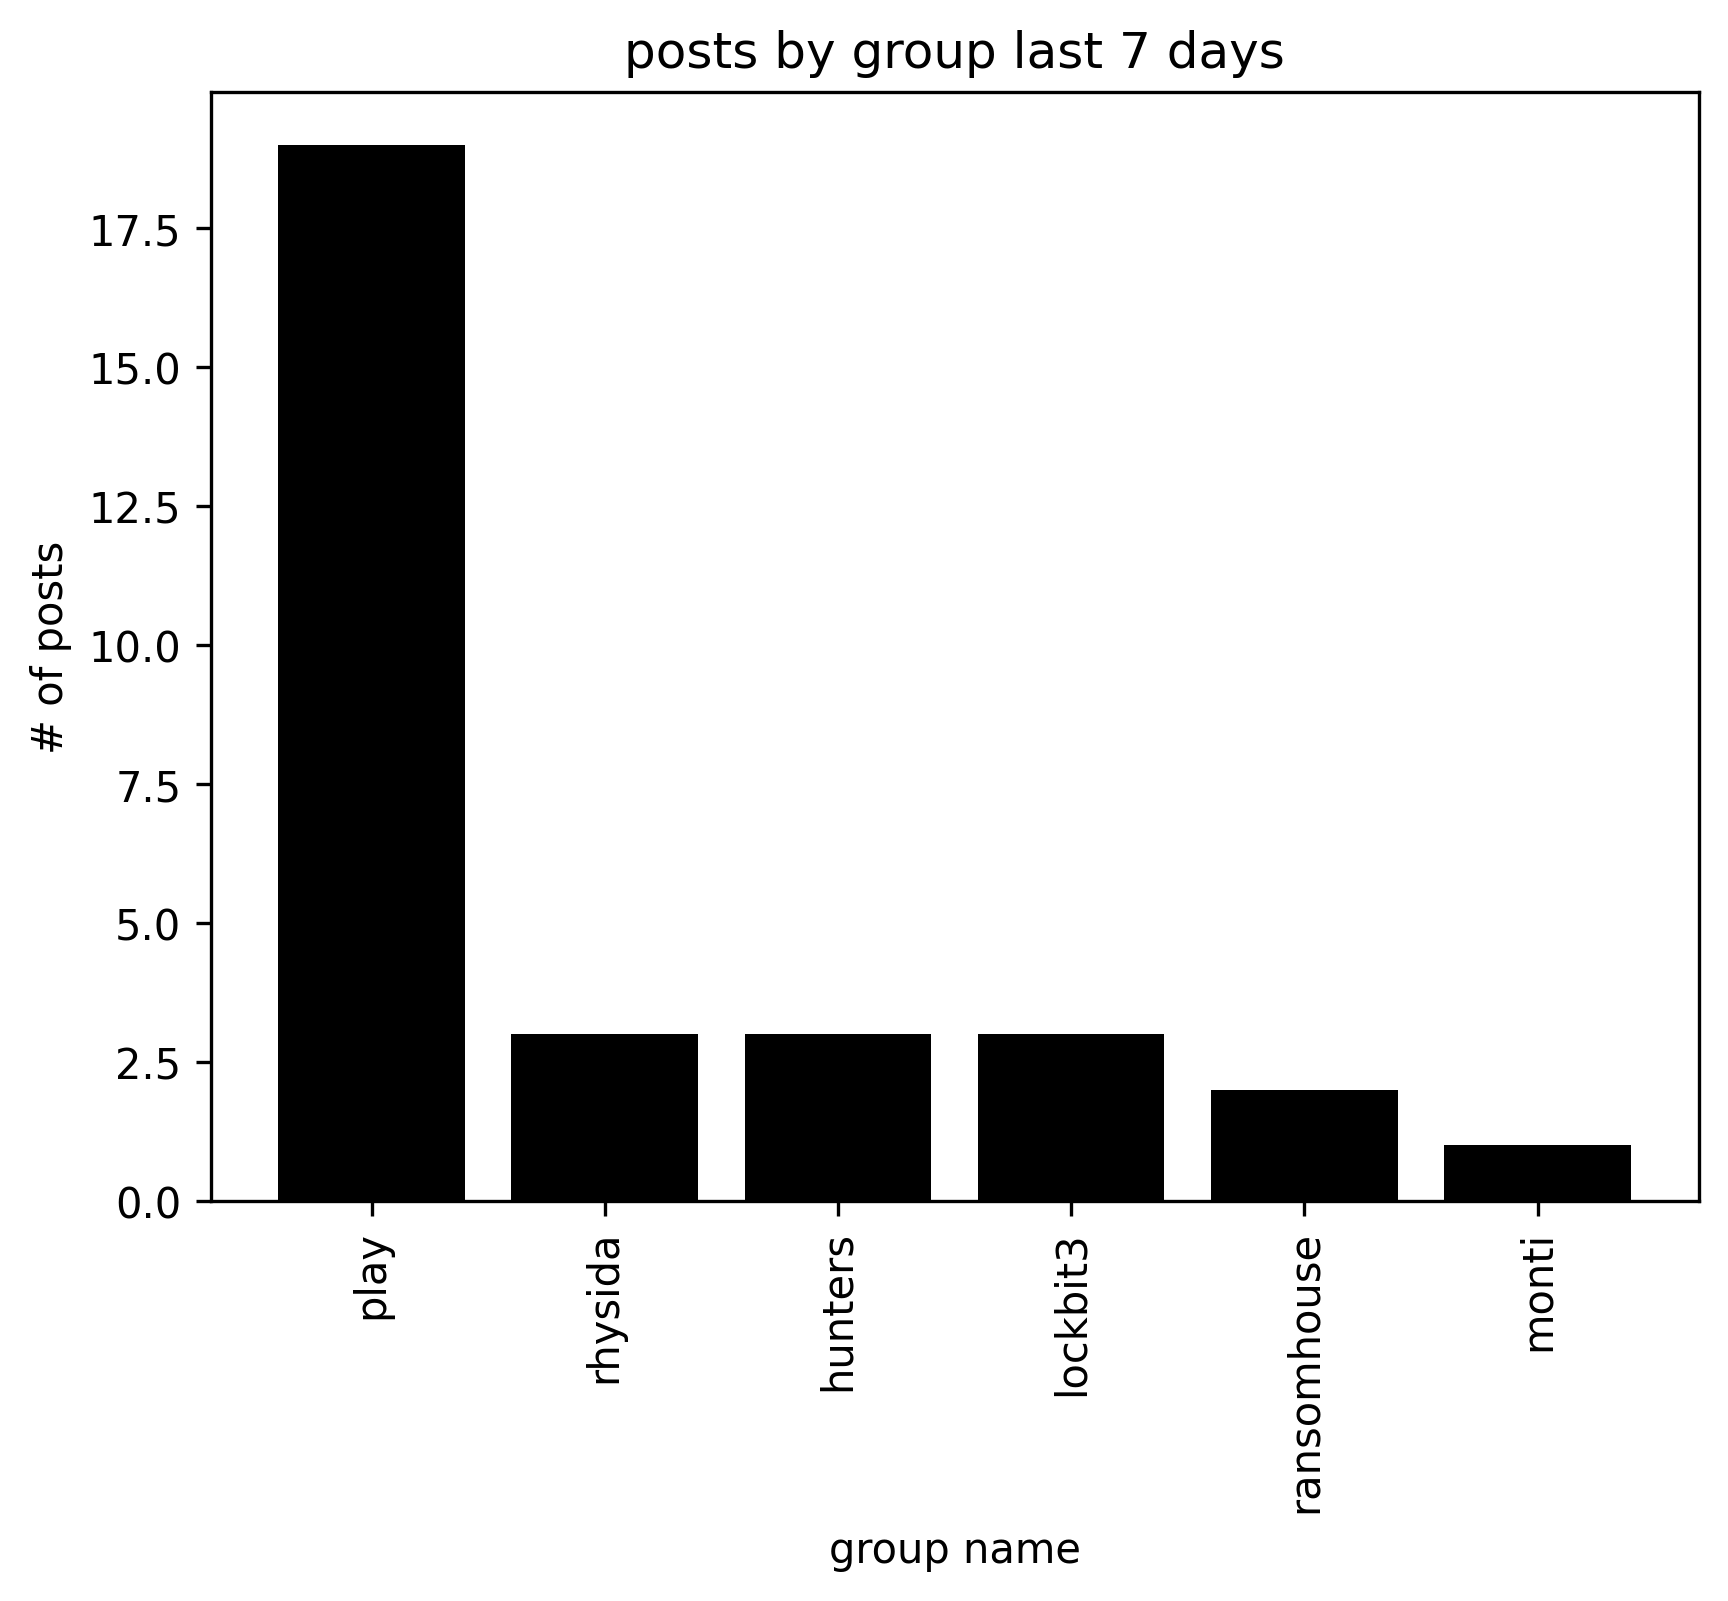 posts by group last 7 days
# of posts
17.5
15.0
12.5
10.0
7.5
5.0
2.5
0.0
play
rhysida
hunters
lockbit3
ransomhouse
monti
group name